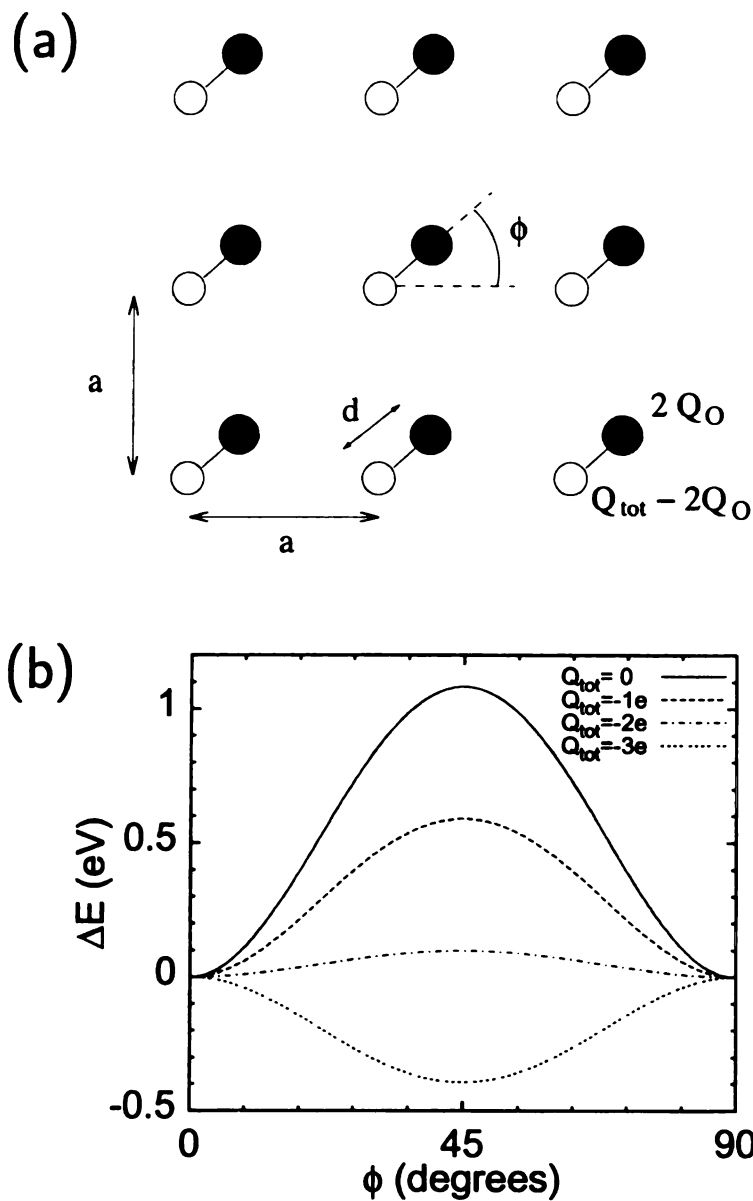 (a)
ϕ
a
d
2 Q_O
Q_tot − 2Q_O
a
(b)
Q_tot= 0
Q_tot=-1e
Q_tot=-2e
Q_tot=-3e
1
0.5
0
-0.5
ΔE (eV)
0 45 90
ϕ (degrees)